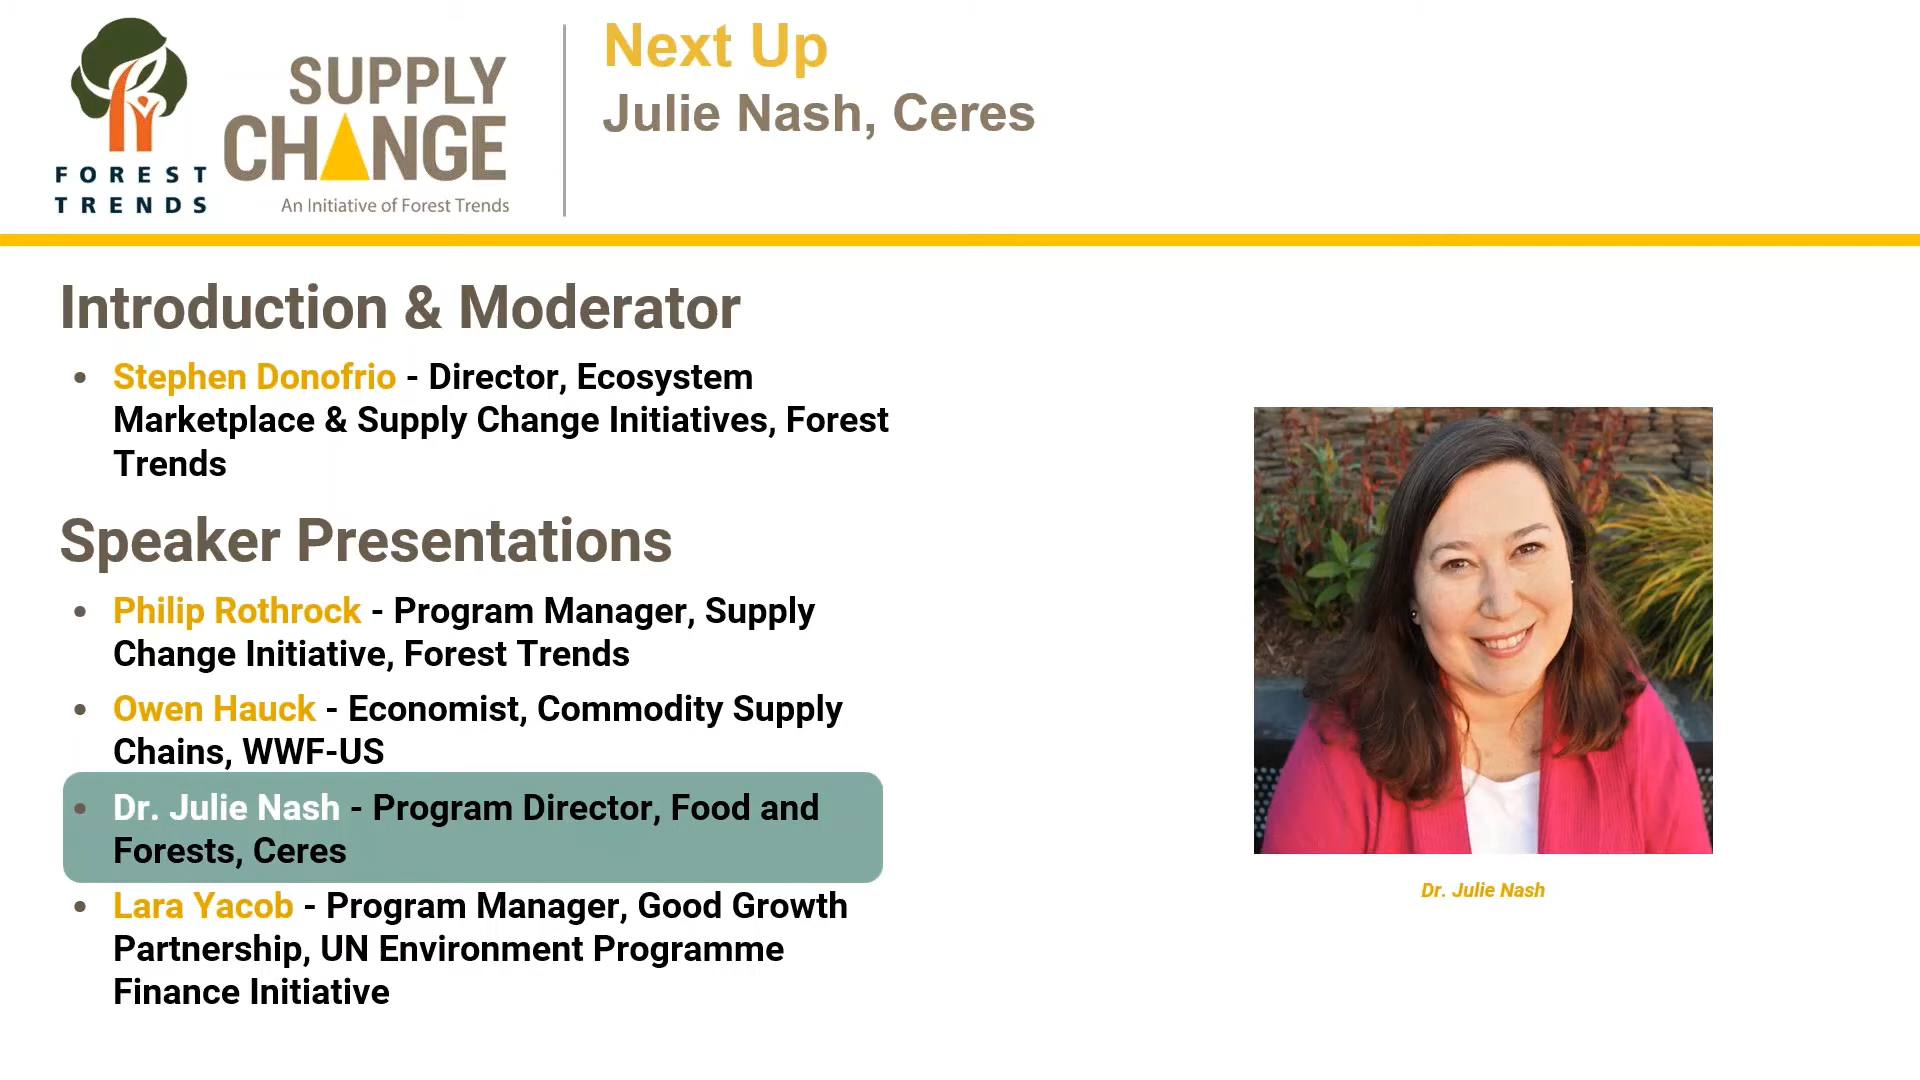 FOREST
TRENDS
SUPPLY
CHANGE
An Initiative of Forest Trends
Next Up
Julie Nash, Ceres
Introduction & Moderator
• Stephen Donofrio - Director, Ecosystem
Marketplace & Supply Change Initiatives, Forest
Trends
Speaker Presentations
• Philip Rothrock - Program Manager, Supply
Change Initiative, Forest Trends
• Owen Hauck - Economist, Commodity Supply
Chains, WWF-US
• Dr. Julie Nash - Program Director, Food and
Forests, Ceres
• Lara Yacob - Program Manager, Good Growth
Partnership, UN Environment Programme
Finance Initiative
Dr. Julie Nash